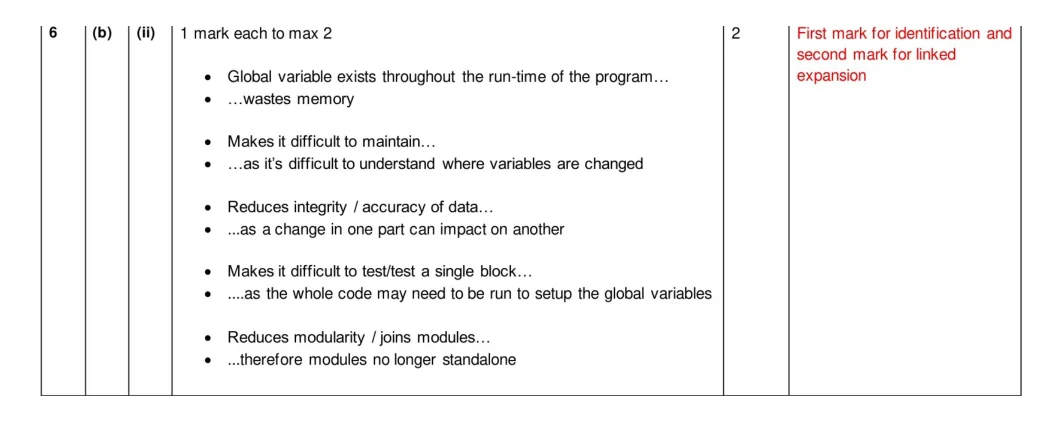 6 (b) (ii) 1 mark each to max 2 2 First mark for identification and
second mark for linked
expansion
• Global variable exists throughout the run-time of the program…
• …wastes memory
• Makes it difficult to maintain…
• …as it's difficult to understand where variables are changed
• Reduces integrity / accuracy of data…
• ...as a change in one part can impact on another
• Makes it difficult to test/test a single block…
• ....as the whole code may need to be run to setup the global variables
• Reduces modularity / joins modules…
• ...therefore modules no longer standalone